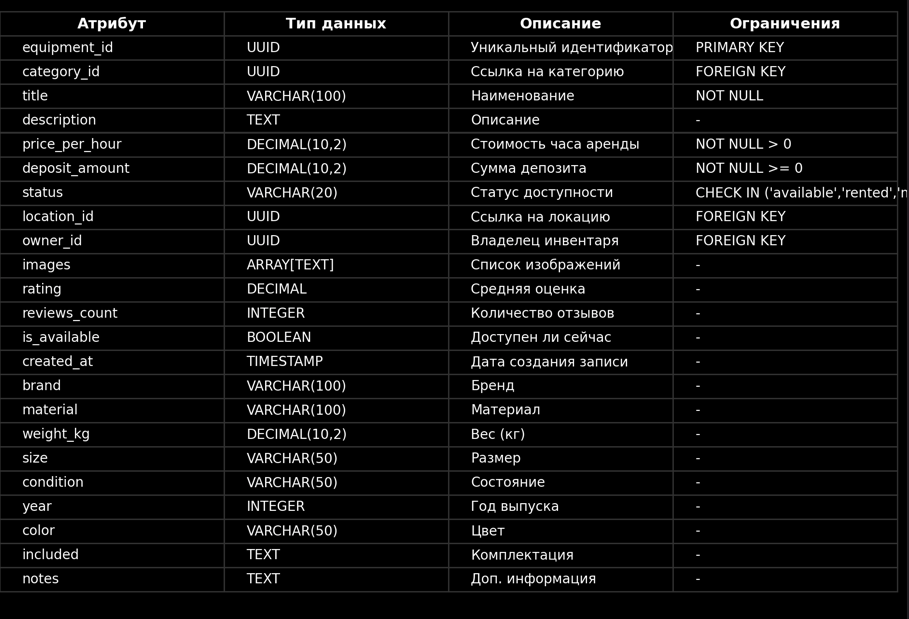 Атрибут Тип данных Описание Ограничения
equipment_id UUID Уникальный идентификатор PRIMARY KEY
category_id UUID Ссылка на категорию FOREIGN KEY
title VARCHAR(100) Наименование NOT NULL
description TEXT Описание -
price_per_hour DECIMAL(10,2) Стоимость часа аренды NOT NULL > 0
deposit_amount DECIMAL(10,2) Сумма депозита NOT NULL >= 0
status VARCHAR(20) Статус доступности CHECK IN ('available','rented','
location_id UUID Ссылка на локацию FOREIGN KEY
owner_id UUID Владелец инвентаря FOREIGN KEY
images ARRAY[TEXT] Список изображений -
rating DECIMAL Средняя оценка -
reviews_count INTEGER Количество отзывов -
is_available BOOLEAN Доступен ли сейчас -
created_at TIMESTAMP Дата создания записи -
brand VARCHAR(100) Бренд -
material VARCHAR(100) Материал -
weight_kg DECIMAL(10,2) Вес (кг) -
size VARCHAR(50) Размер -
condition VARCHAR(50) Состояние -
year INTEGER Год выпуска -
color VARCHAR(50) Цвет -
included TEXT Комплектация -
notes TEXT Доп. информация -